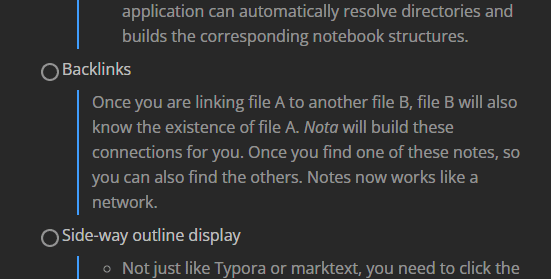 application can automatically resolve directories and
builds the corresponding notebook structures.
Backlinks
Once you are linking file A to another file B, file B will also
know the existence of file A. Nota will build these
connections for you. Once you find one of these notes, so
you can also find the others. Notes now works like a
network.
Side-way outline display
Not just like Typora or marktext, you need to click the